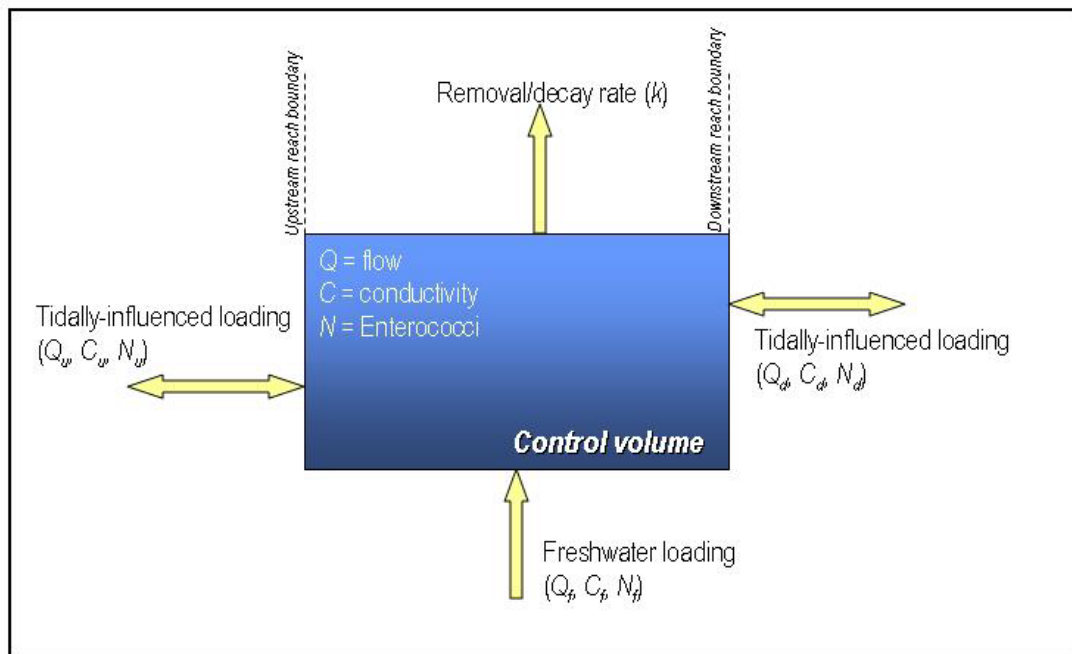 Upstream reach boundary
Downstream reach boundary
Removal/decay rate (k)
Q = flow
C = conductivity
N = Enterococci
Tidally-influenced loading
(Qu, Cu, Nu)
Tidally-influenced loading
(Qd, Cd, Nd)
Control volume
Freshwater loading
(Qf, Cf, Nf)